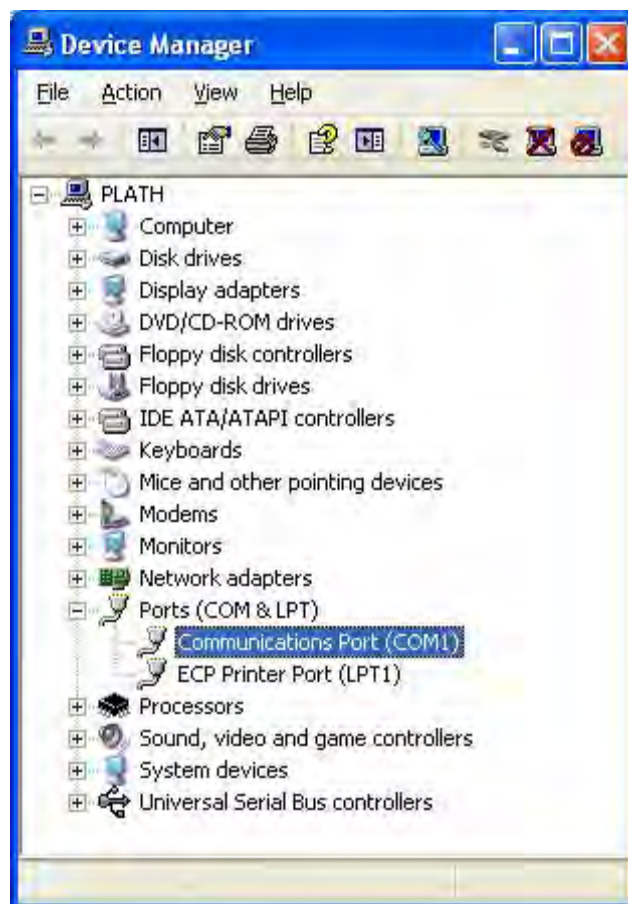 Device Manager
File Action View Help
PLATH
Computer
Disk drives
Display adapters
DVD/CD-ROM drives
Floppy disk controllers
Floppy disk drives
IDE ATA/ATAPI controllers
Keyboards
Mice and other pointing devices
Modems
Monitors
Network adapters
Ports (COM & LPT)
Communications Port (COM1)
ECP Printer Port (LPT1)
Processors
Sound, video and game controllers
System devices
Universal Serial Bus controllers